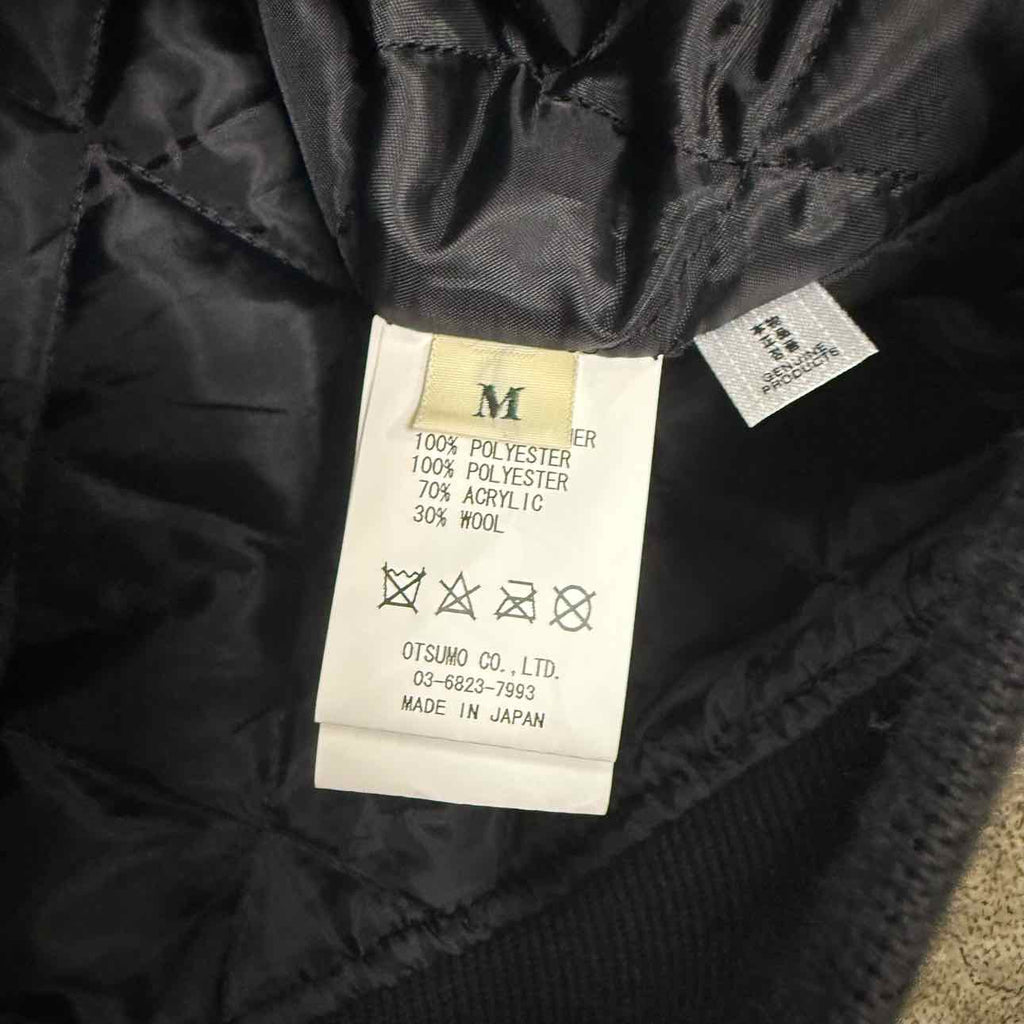 M
ER
100% POLYESTER
100% POLYESTER
70% ACRYLIC
30% WOOL
OTSUMO CO.,LTD.
03-6823-7993
MADE IN JAPAN
GENUINE
PRODUCTS